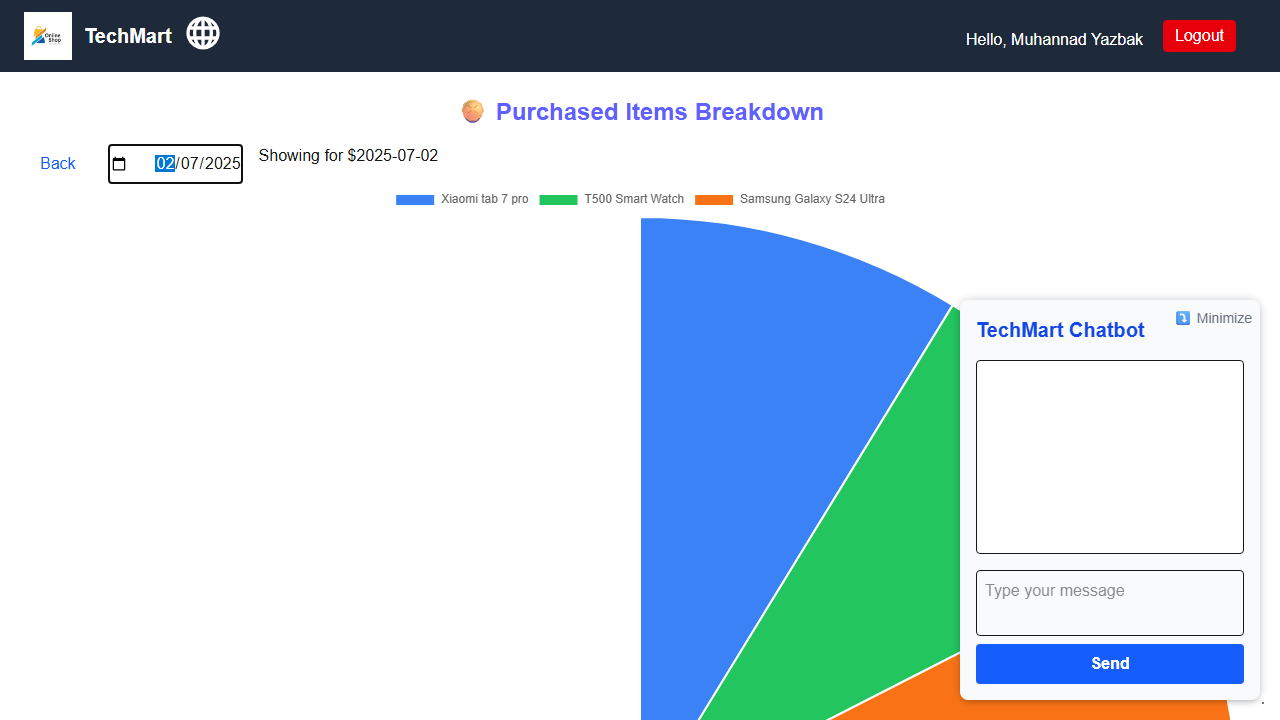 Online
Shop
TechMart
Hello, Muhannad Yazbak
Logout
Purchased Items Breakdown
Back
02/07/2025
Showing for $2025-07-02
Xiaomi tab 7 pro
T500 Smart Watch
Samsung Galaxy S24 Ultra
Minimize
TechMart Chatbot
Type your message
Send
.